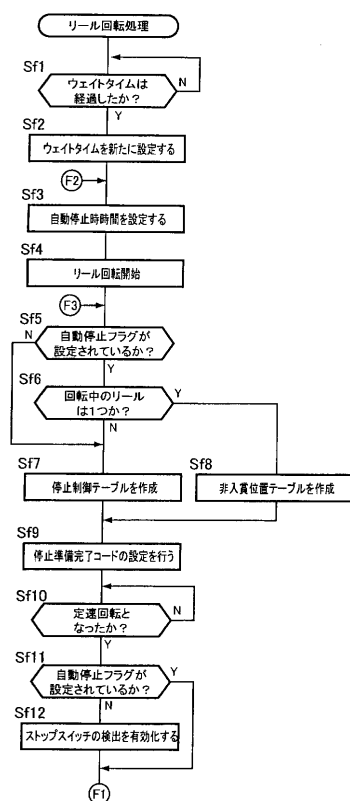 リール回転処理
Sf1
ウェイトタイムは
経過したか?
N
Y
Sf2
ウェイトタイムを新たに設定する
F2
Sf3
自動停止時時間を設定する
Sf4
リール回転開始
F3
Sf5
N
自動停止フラグが
設定されているか?
Y
Sf6
回転中のリール
は1つか?
Y
N
Sf7
停止制御テーブルを作成
Sf8
非入賞位置テーブルを作成
Sf9
停止準備完了コードの設定を行う
Sf10
定速回転と
なったか?
N
Y
Sf11
自動停止フラグが
設定されているか?
Y
N
Sf12
ストップスイッチの検出を有効化する
F1